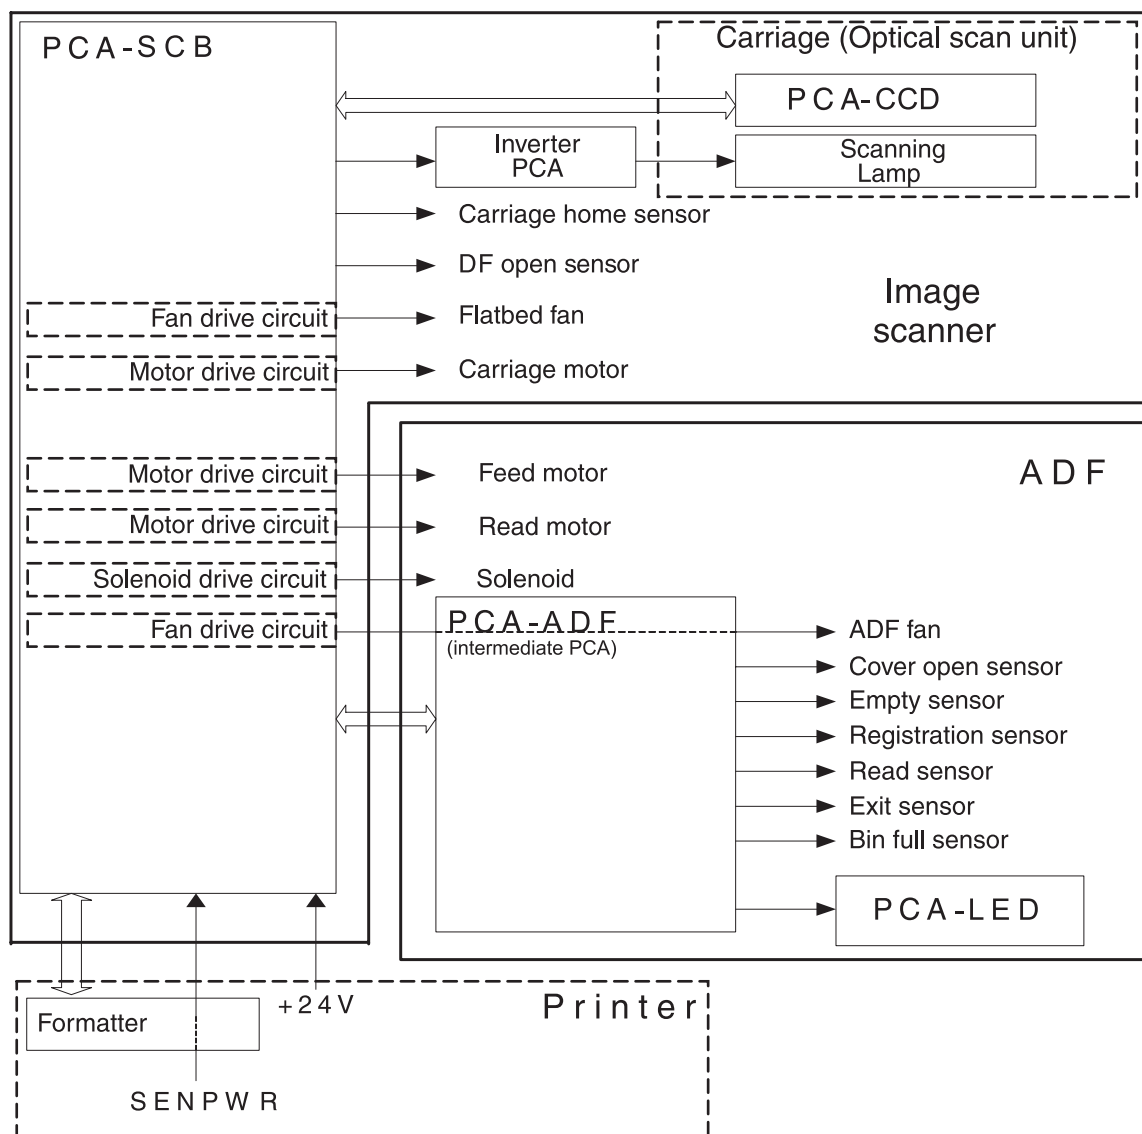 PCA-SCB
Carriage (Optical scan unit)
PCA-CCD
Inverter
PCA
Scanning
Lamp
Carriage home sensor
DF open sensor
Fan drive circuit
Flatbed fan
Motor drive circuit
Carriage motor
Image
scanner
Motor drive circuit
Feed motor
ADF
Motor drive circuit
Read motor
Solenoid drive circuit
Solenoid
Fan drive circuit
PCA-ADF
(intermediate PCA)
ADF fan
Cover open sensor
Empty sensor
Registration sensor
Read sensor
Exit sensor
Bin full sensor
PCA-LED
Formatter
+24V
Printer
SENPWR